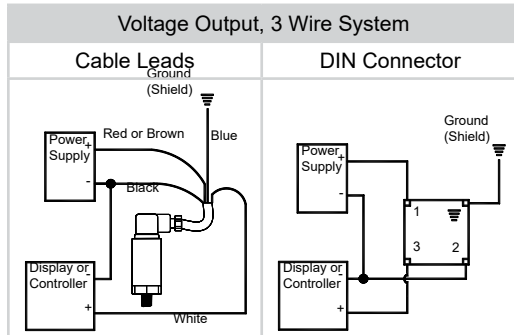 Voltage Output, 3 Wire System
Cable Leads
DIN Connector
Ground
(Shield)
Red or Brown
Blue
Power
Supply
+
-
Black
Display or
Controller
-
+
White
Ground
(Shield)
Power
Supply
+
-
1
3
2
Display or
Controller
-
+